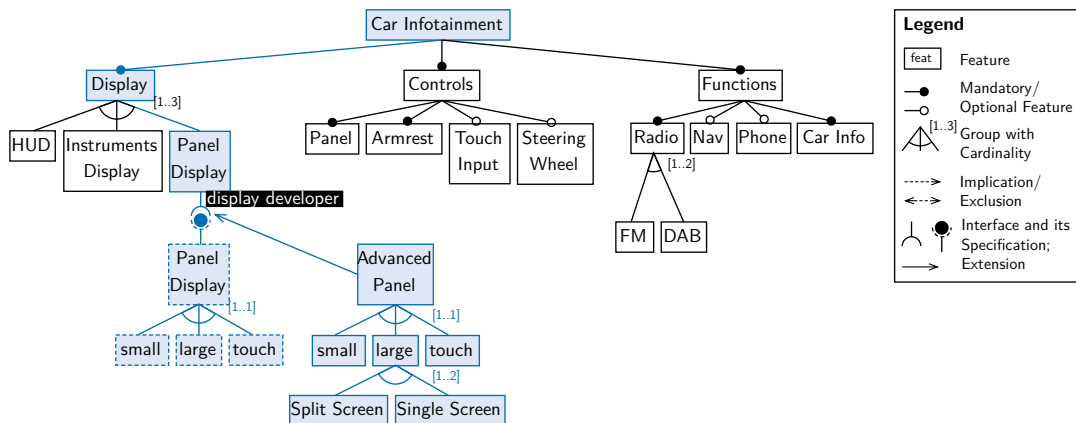 Car Infotainment
Display
Controls
Functions
[1..3]
HUD
Instruments
Display
Panel
Display
Panel
Armrest
Touch
Input
Steering
Wheel
Radio
Nav
Phone
Car Info
[1..2]
FM
DAB
display developer
Panel
Display
[1..1]
small
large
touch
Advanced
Panel
[1..1]
small
large
touch
[1..2]
Split Screen
Single Screen
Legend
feat
Feature
Mandatory/
Optional Feature
[1..3]
Group with
Cardinality
Implication/
Exclusion
Interface and its
Specification;
Extension